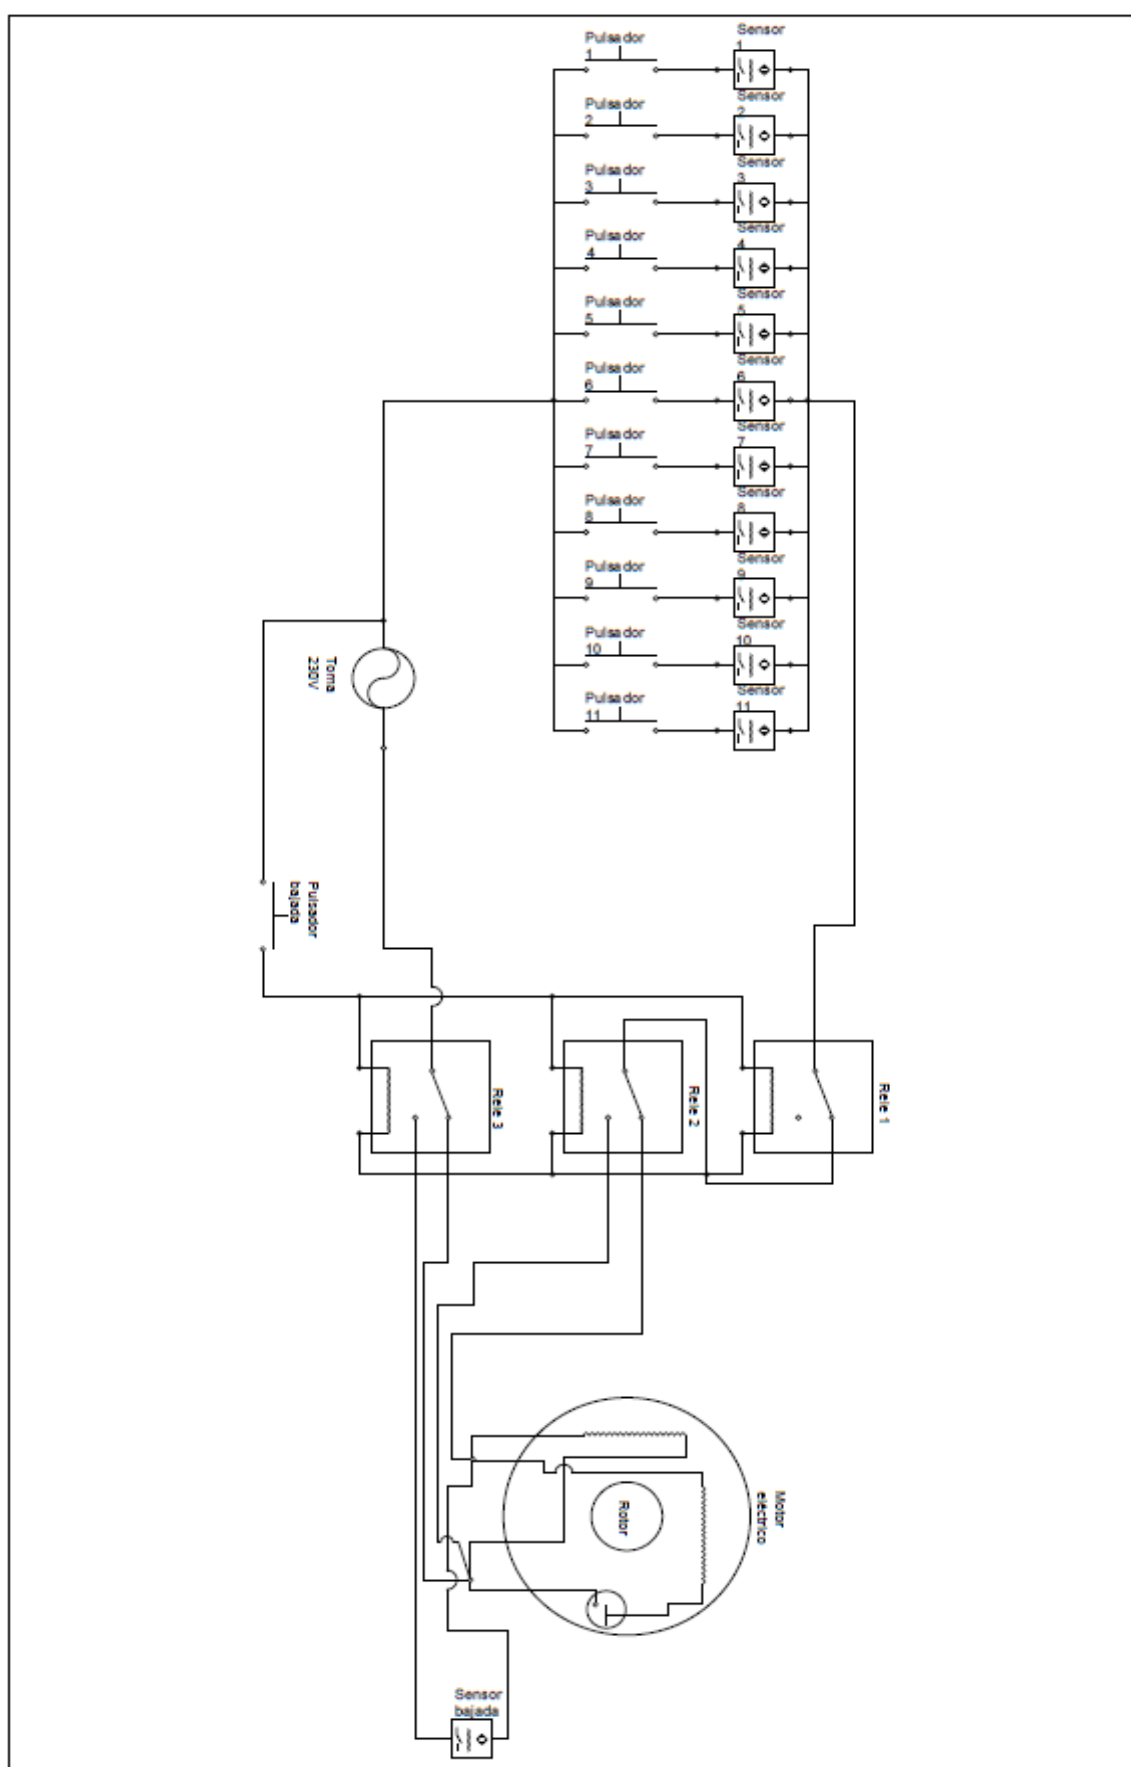 Pulsador
1
Sensor
1
Pulsador
2
Sensor
2
Pulsador
3
Sensor
3
Pulsador
4
Sensor
4
Pulsador
5
Sensor
5
Pulsador
6
Sensor
6
Pulsador
7
Sensor
7
Pulsador
8
Sensor
8
Pulsador
9
Sensor
9
Pulsador
10
Sensor
10
Pulsador
11
Sensor
11
Toma
230V
Pulsador
bajada
Rele 3
Rele 2
Rele 1
Motor
eléctrico
Rotor
Sensor
bajada